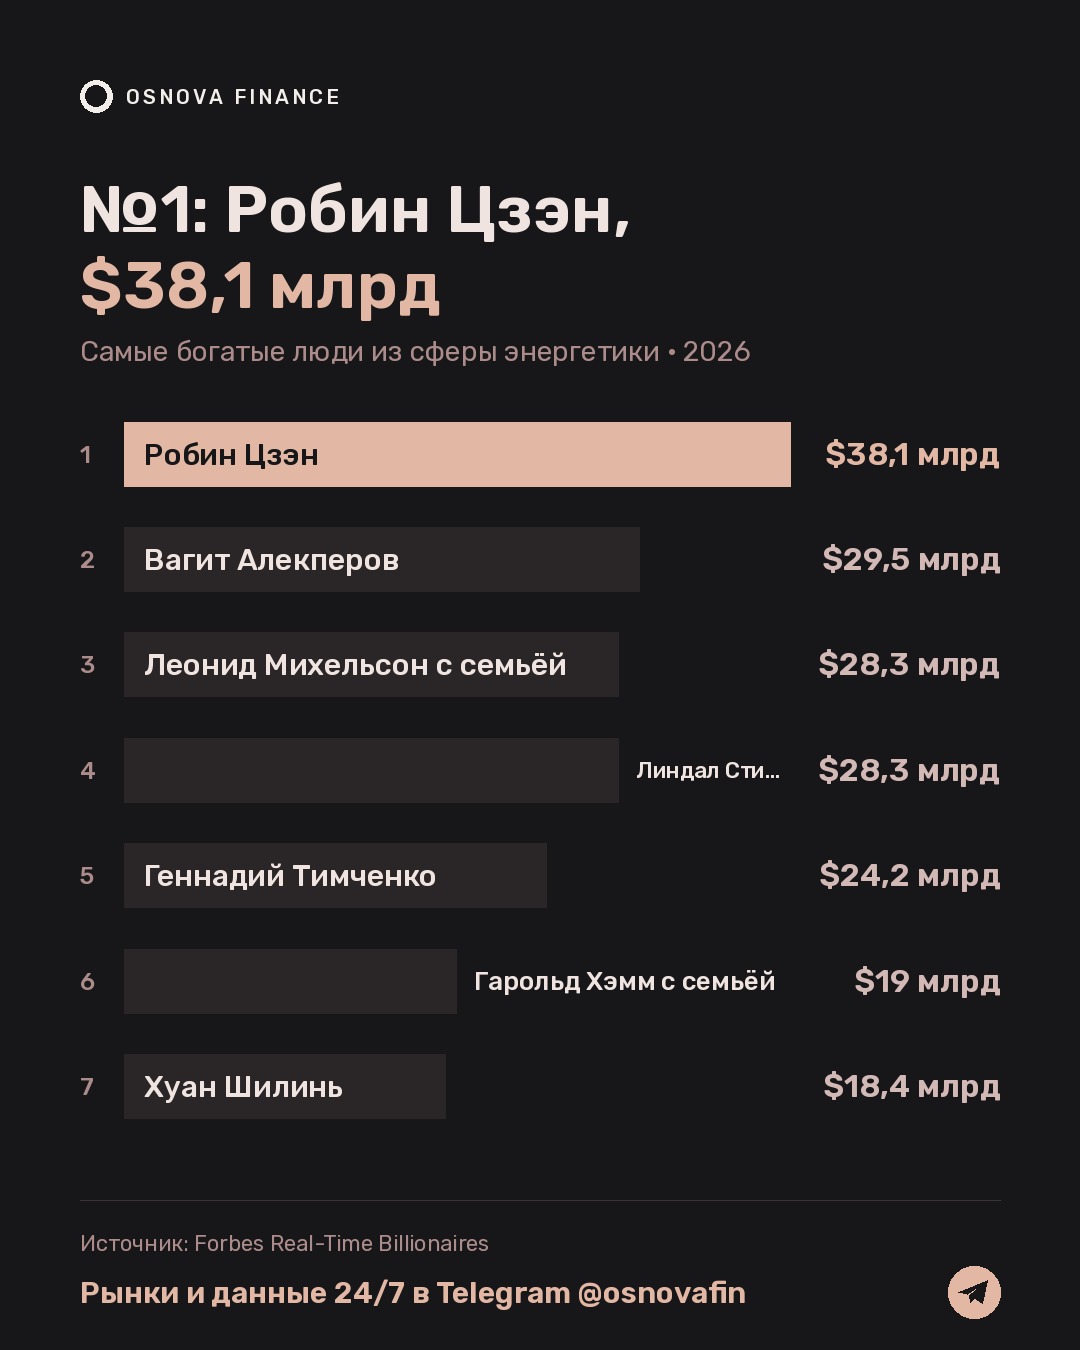 OSNOVA FINANCE
№1: Робин Цзэн,
$38,1 млрд
Самые богатые люди из сферы энергетики • 2026
1 Робин Цзэн $38,1 млрд
2 Вагит Алекперов $29,5 млрд
3 Леонид Михельсон с семьёй $28,3 млрд
4 Линдал Сти... $28,3 млрд
5 Геннадий Тимченко $24,2 млрд
6 Гарольд Хэмм с семьёй $19 млрд
7 Хуан Шилинь $18,4 млрд
Источник: Forbes Real-Time Billionaires
Рынки и данные 24/7 в Telegram @osnovafin